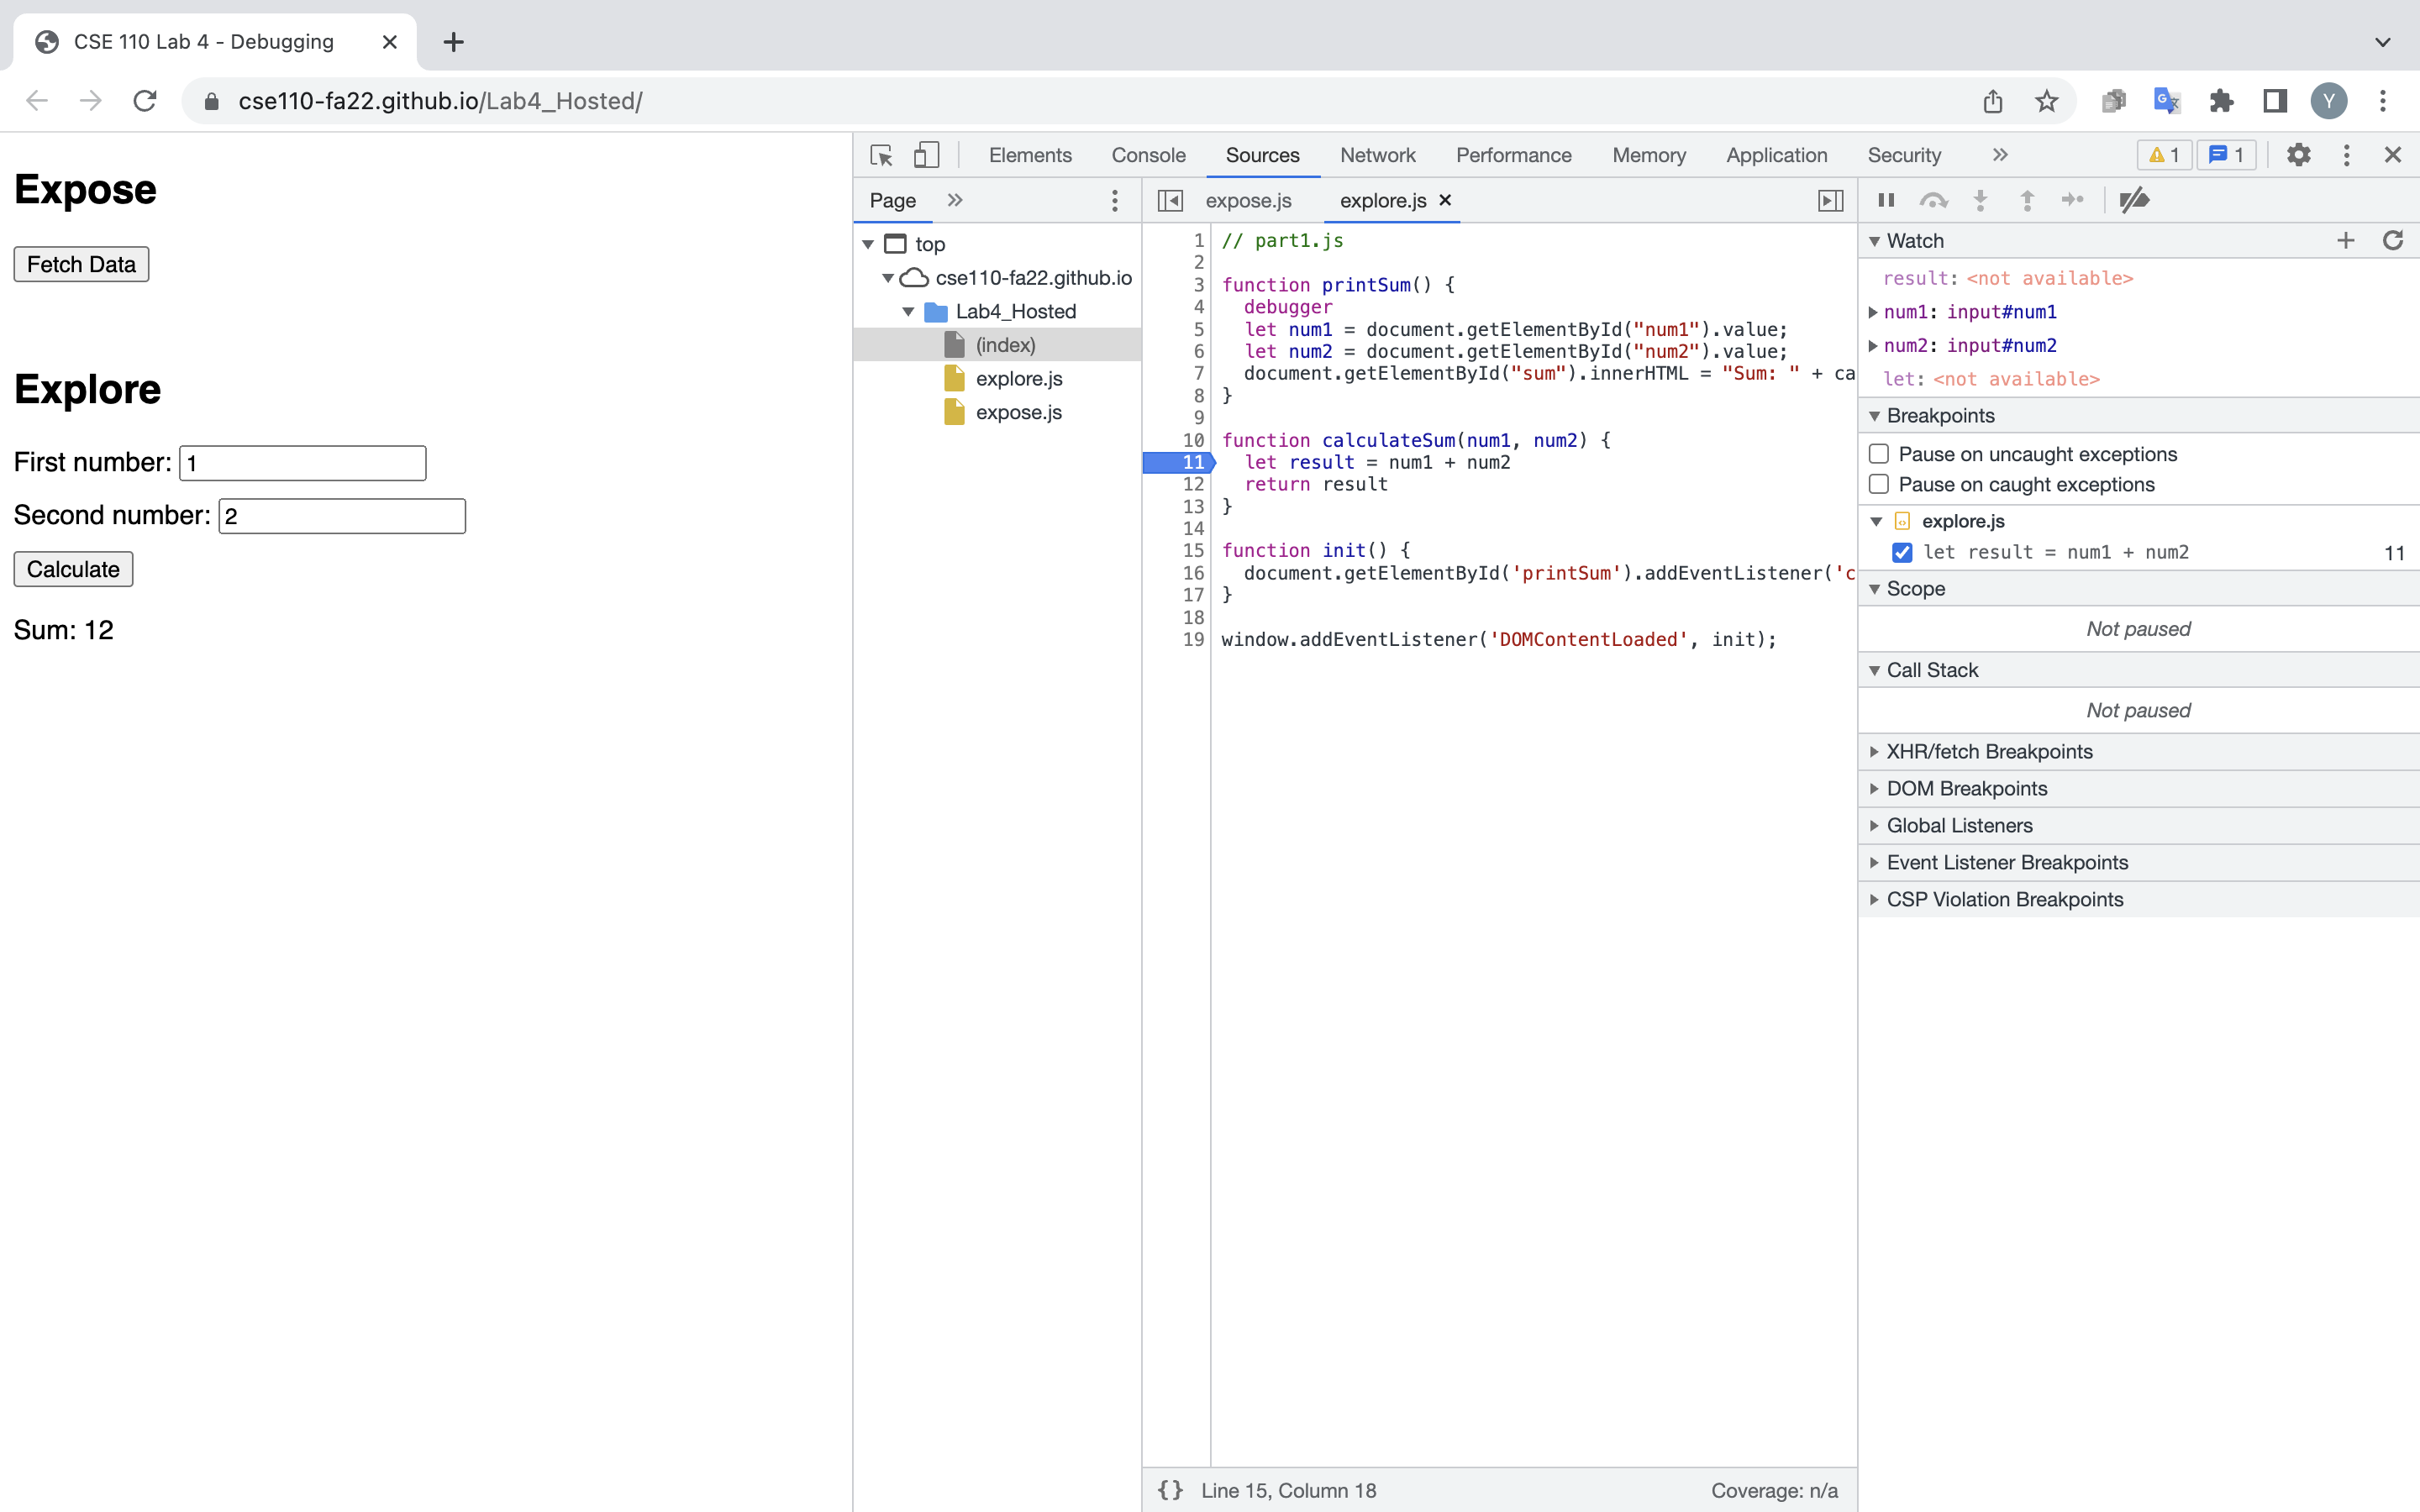 CSE 110 Lab 4 - Debugging
cse110-fa22.github.io/Lab4_Hosted/
Y
Expose
Fetch Data
Explore
First number: 1
Second number: 2
Calculate
Sum: 12
Elements Console Sources Network Performance Memory Application Security » 1 1
Page »
top
cse110-fa22.github.io
Lab4_Hosted
(index)
explore.js
expose.js
expose.js explore.js
1 // part1.js
2
3 function printSum() {
4 debugger
5 let num1 = document.getElementById("num1").value;
6 let num2 = document.getElementById("num2").value;
7 document.getElementById("sum").innerHTML = "Sum: " + ca
8 }
9
10 function calculateSum(num1, num2) {
11 let result = num1 + num2
12 return result
13 }
14
15 function init() {
16 document.getElementById('printSum').addEventListener('c
17 }
18
19 window.addEventListener('DOMContentLoaded', init);
{} Line 15, Column 18 Coverage: n/a
Watch
result: <not available>
num1: input#num1
num2: input#num2
let: <not available>
Breakpoints
Pause on uncaught exceptions
Pause on caught exceptions
explore.js
let result = num1 + num2 11
Scope
Not paused
Call Stack
Not paused
XHR/fetch Breakpoints
DOM Breakpoints
Global Listeners
Event Listener Breakpoints
CSP Violation Breakpoints